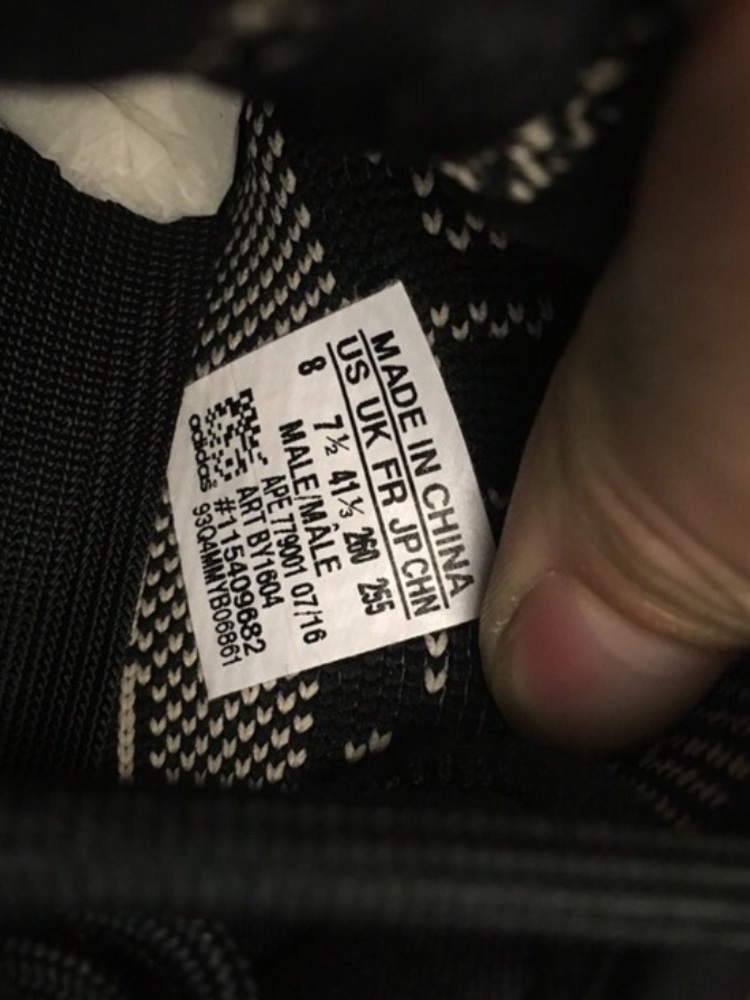 MADE IN CHINA
US UK FR JP CHN
8 7½ 41⅓ 260 255
MALE/MÂLE
APE 779001 07/16
ART BY1604
#115409682
adidas 93Q4MMYB06861